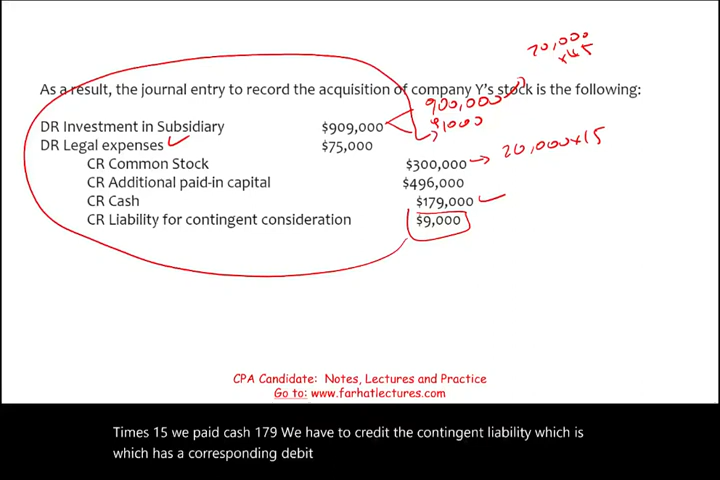 20,000
x 45
As a result, the journal entry to record the acquisition of company Y's stock is the following:
900,000
DR Investment in Subsidiary $909,000
9,000
DR Legal expenses $75,000
CR Common Stock $300,000 20,000 x 15
CR Additional paid-in capital $496,000
CR Cash $179,000
CR Liability for contingent consideration $9,000
CPA Candidate: Notes, Lectures and Practice
Go to: www.farhatlectures.com
Times 15 we paid cash 179 We have to credit the contingent liability which is
which has a corresponding debit